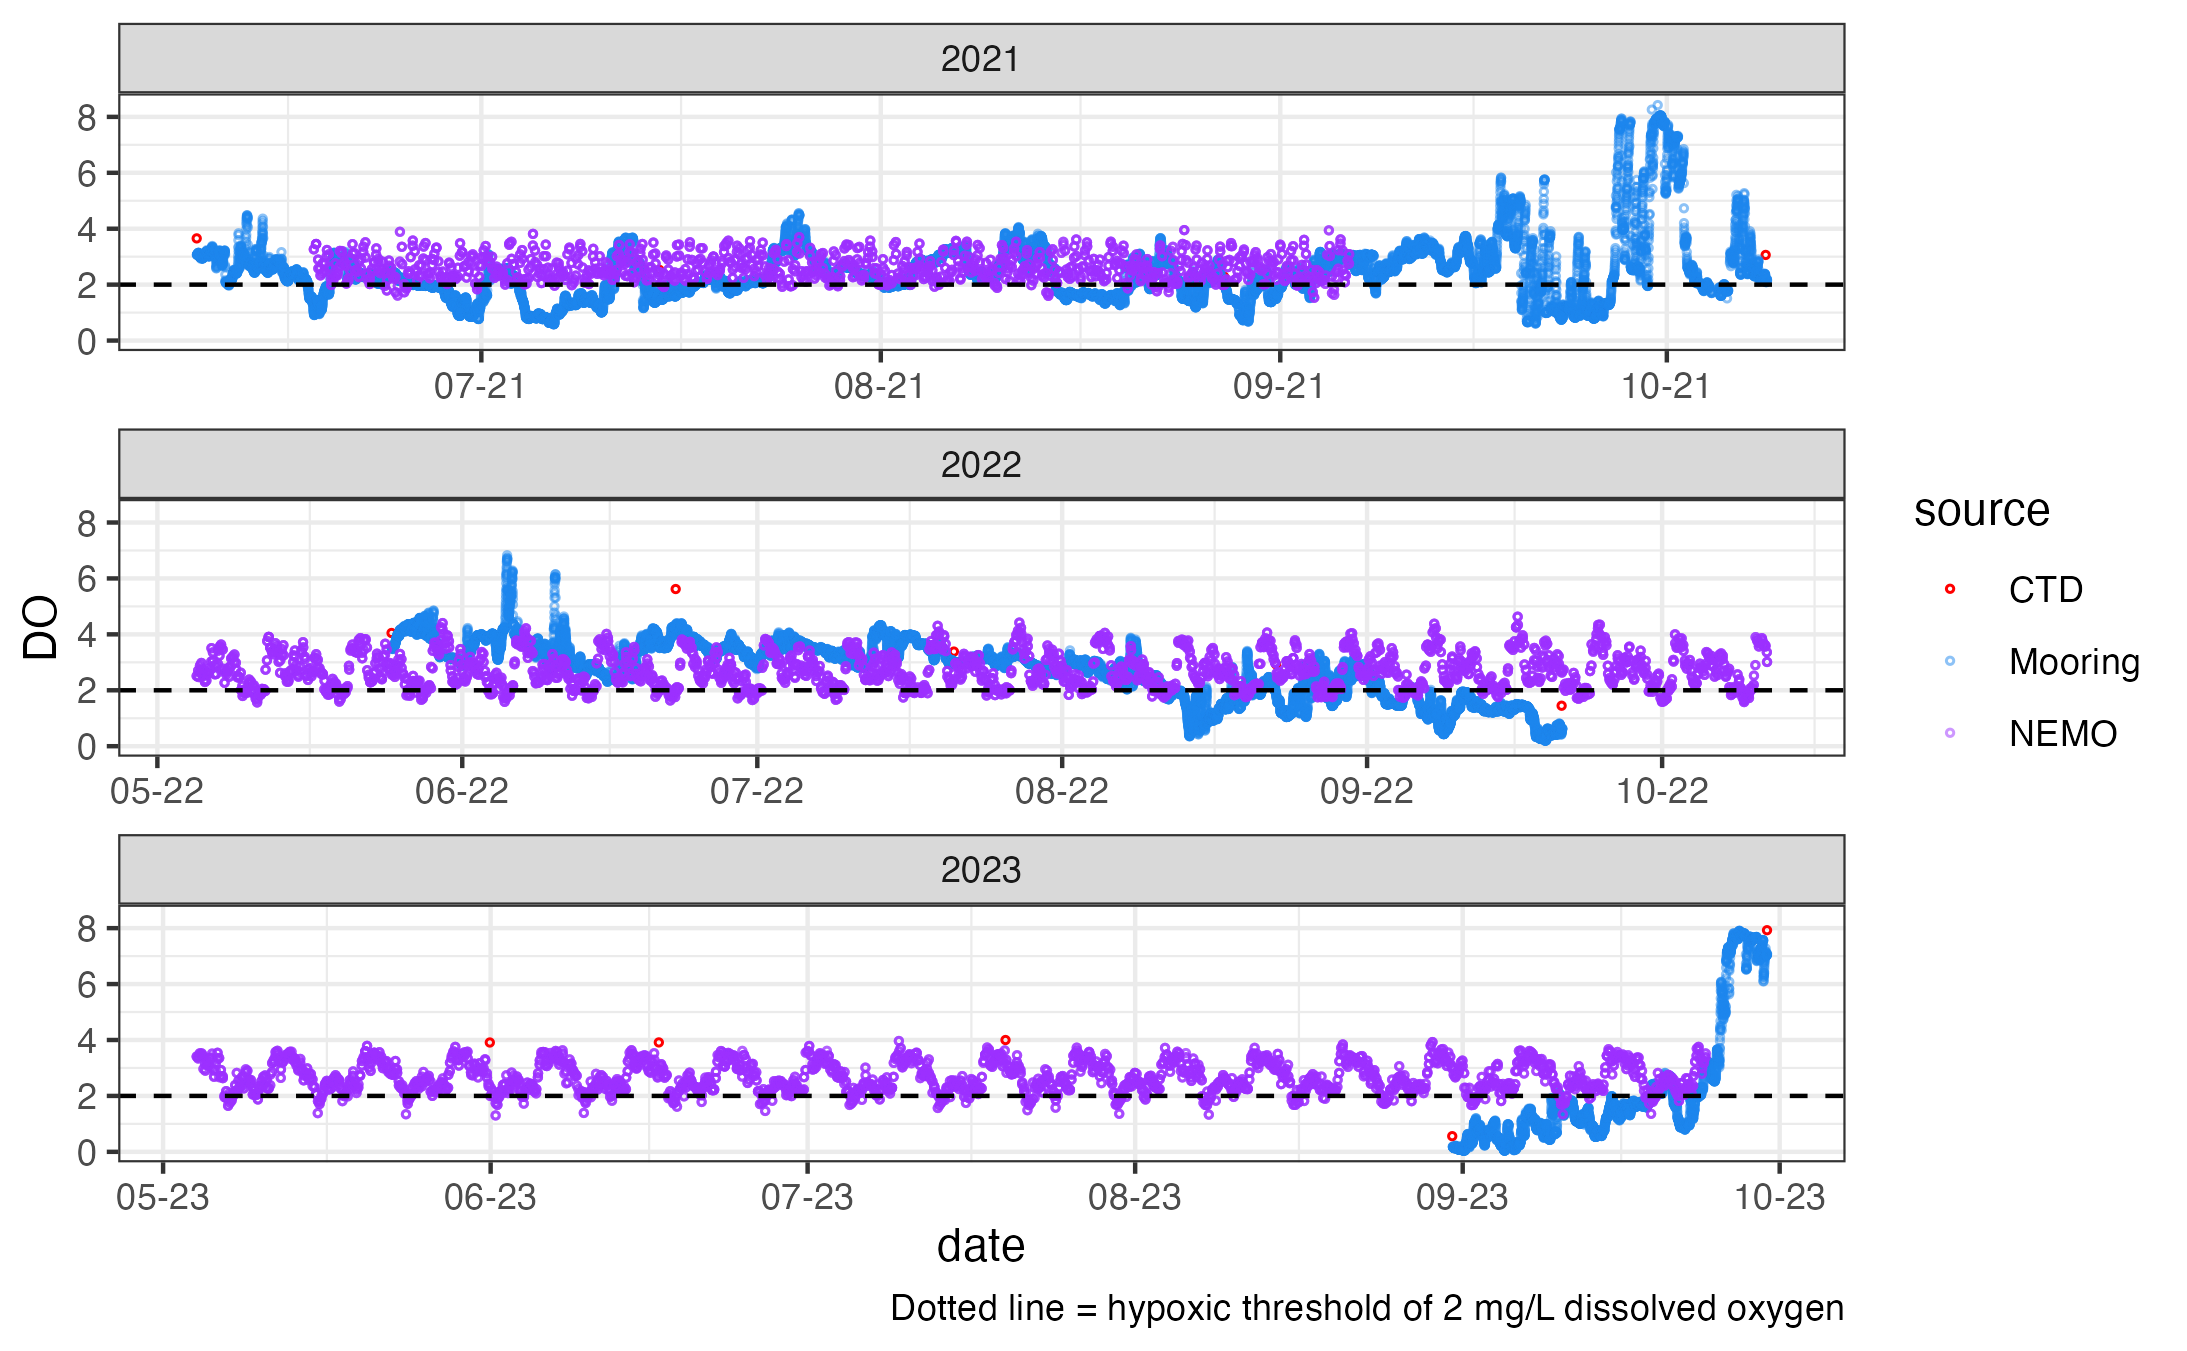 2021
8
6
4
2
0
07-21 08-21 09-21 10-21
2022
8
6
4
2
0
05-22 06-22 07-22 08-22 09-22 10-22
2023
8
6
4
2
0
05-23 06-23 07-23 08-23 09-23 10-23
DO
date
Dotted line = hypoxic threshold of 2 mg/L dissolved oxygen
source
CTD
Mooring
NEMO